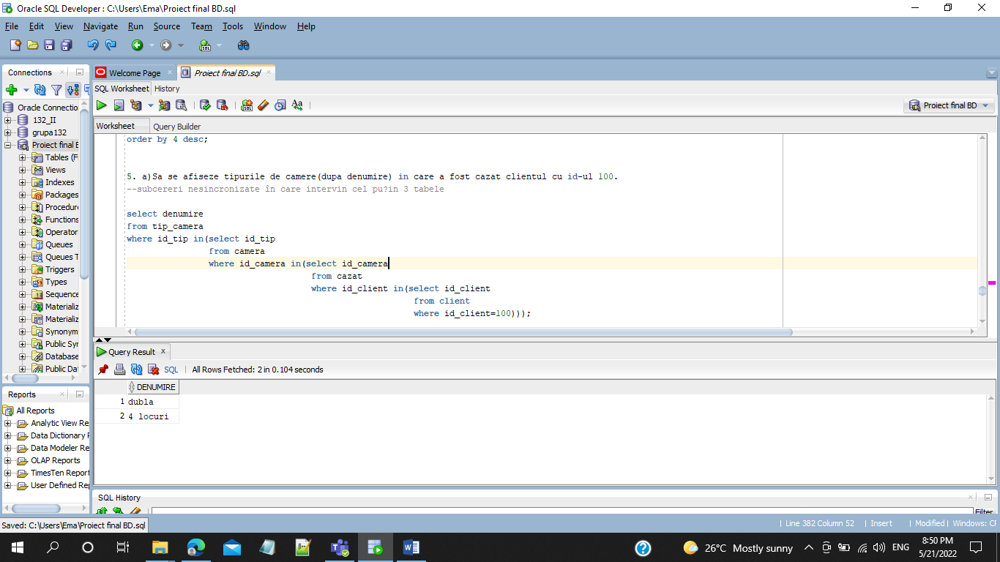 Oracle SQL Developer : C:\Users\Ema\Proiect final BD.sql
File Edit View Navigate Run Source Team Tools Window Help
Connections
Welcome Page
Proiect final BD.sql
SQL Worksheet History
Proiect final BD
Worksheet Query Builder
Oracle Connectio
132_II
grupa132
Proiect final B
Tables (F
Views
Indexes
Packages
Procedur
Functions
Operator
Queues
Queues T
Triggers
Types
Sequence
Materializ
Materializ
Synonym
Public Syr
Database
Public Dat
order by 4 desc;
5. a)Sa se afiseze tipurile de camere(dupa denumire) in care a fost cazat clientul cu id-ul 100.
--subcereri nesincronizate în care intervin cel pu?in 3 tabele
select denumire
from tip_camera
where id_tip in(select id_tip
from camera
where id_camera in(select id_camera
from cazat
where id_client in(select id_client
from client
where id_client=100)));
Query Result
SQL | All Rows Fetched: 2 in 0.104 seconds
DENUMIRE
1 dubla
2 4 locuri
Reports
All Reports
Analytic View Re
Data Dictionary F
Data Modeler Re
OLAP Reports
TimesTen Report
User Defined Rep
SQL History
Filter
Saved: C:\Users\Ema\Proiect final BD.sql
| Line 382 Column 52 | Insert | Modified | Windows: CF
26°C Mostly sunny
ENG
8:50 PM
5/21/2022